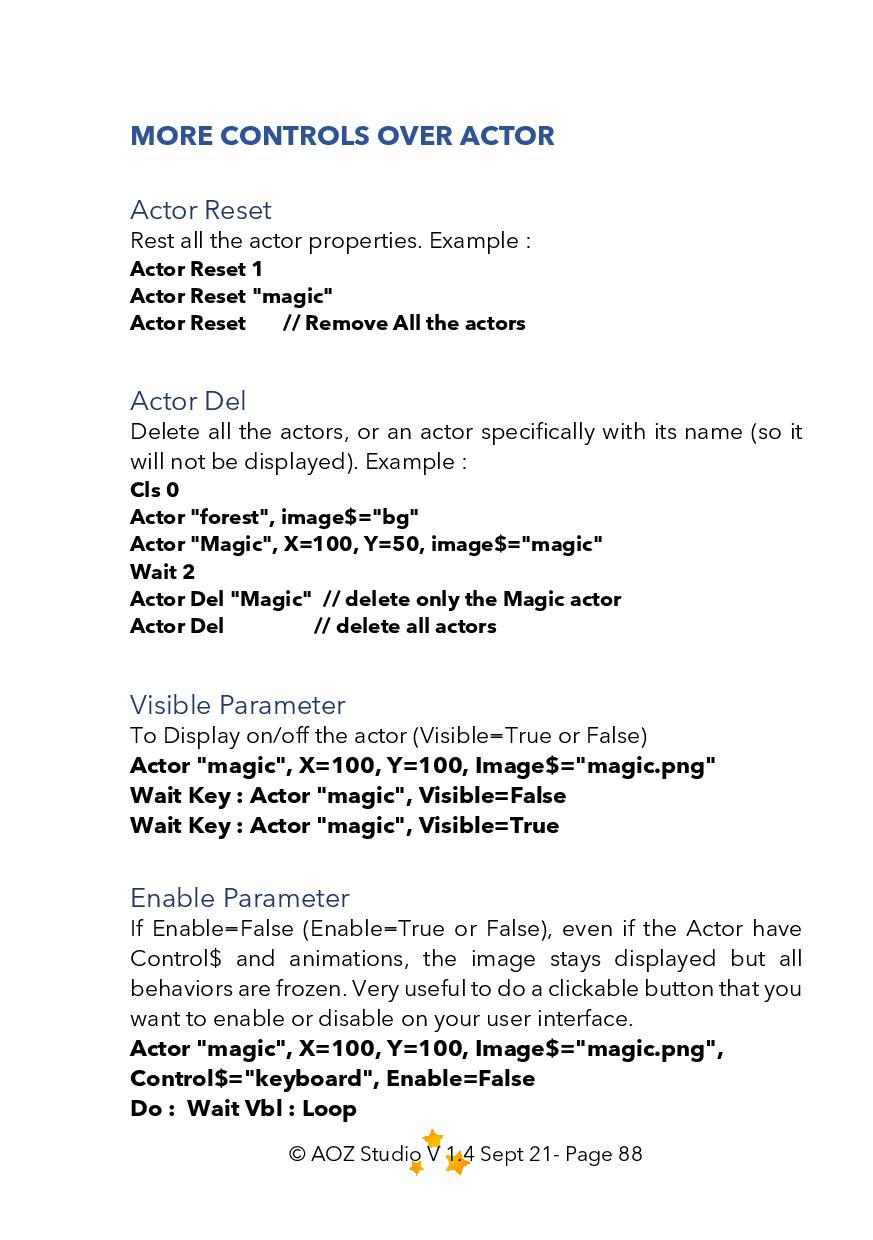 MORE CONTROLS OVER ACTOR
Actor Reset
Rest all the actor properties. Example :
Actor Reset 1
Actor Reset "magic"
Actor Reset // Remove All the actors
Actor Del
Delete all the actors, or an actor specifically with its name (so it
will not be displayed). Example :
Cls 0
Actor "forest", image$="bg"
Actor "Magic", X=100, Y=50, image$="magic"
Wait 2
Actor Del "Magic" // delete only the Magic actor
Actor Del // delete all actors
Visible Parameter
To Display on/off the actor (Visible=True or False)
Actor "magic", X=100, Y=100, Image$="magic.png"
Wait Key : Actor "magic", Visible=False
Wait Key : Actor "magic", Visible=True
Enable Parameter
If Enable=False (Enable=True or False), even if the Actor have
Control$ and animations, the image stays displayed but all
behaviors are frozen. Very useful to do a clickable button that you
want to enable or disable on your user interface.
Actor "magic", X=100, Y=100, Image$="magic.png",
Control$="keyboard", Enable=False
Do : Wait Vbl : Loop
© AOZ Studio V 1.4 Sept 21- Page 88